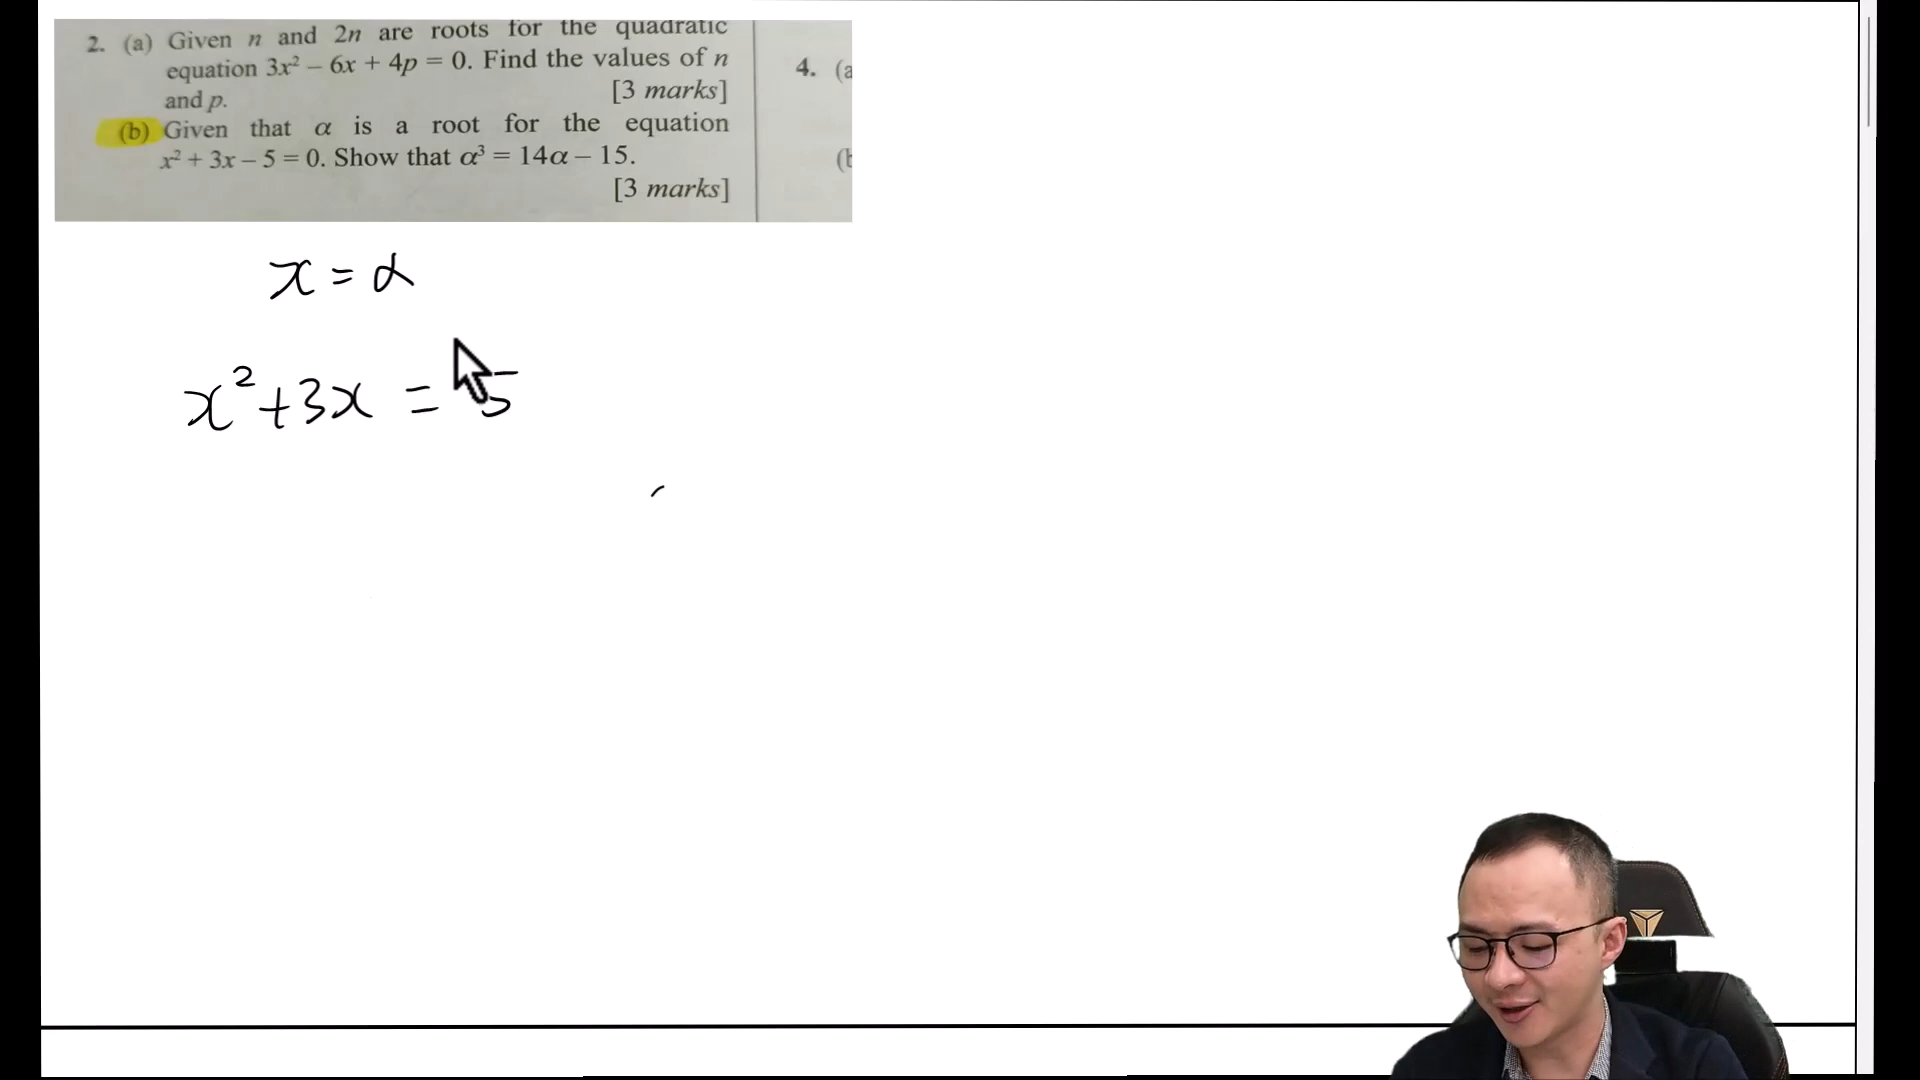 2. (a) Given n and 2n are roots for the quadratic
equation 3x² – 6x + 4p = 0. Find the values of n
and p.
[3 marks]
(b) Given that α is a root for the equation
x² + 3x – 5 = 0. Show that α³ = 14α – 15.
[3 marks]
4. (a
(b
x = α
x² + 3x = 5